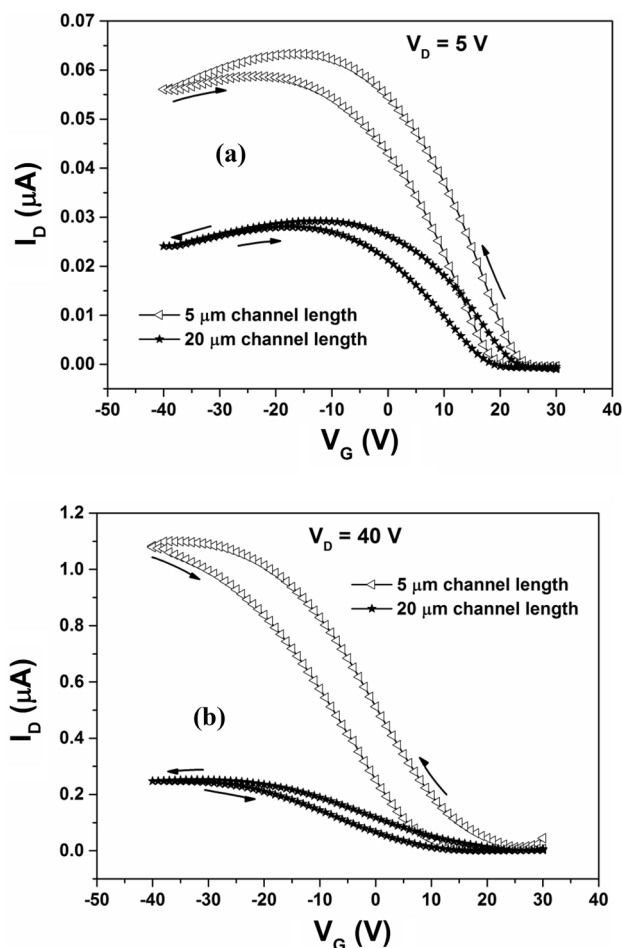 0.07
0.06
0.05
0.04
0.03
0.02
0.01
0.00
I_D (μA)
V_D = 5 V
(a)
5 μm channel length
20 μm channel length
-50 -40 -30 -20 -10 0 10 20 30 40
V_G (V)
1.2
1.0
0.8
0.6
0.4
0.2
0.0
I_D (μA)
V_D = 40 V
5 μm channel length
20 μm channel length
(b)
-50 -40 -30 -20 -10 0 10 20 30 40
V_G (V)